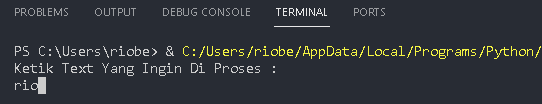 PROBLEMS OUTPUT DEBUG CONSOLE TERMINAL PORTS
PS C:\Users\riobe> & C:/Users/riobe/AppData/Local/Programs/Python/
Ketik Text Yang Ingin Di Proses :
rio